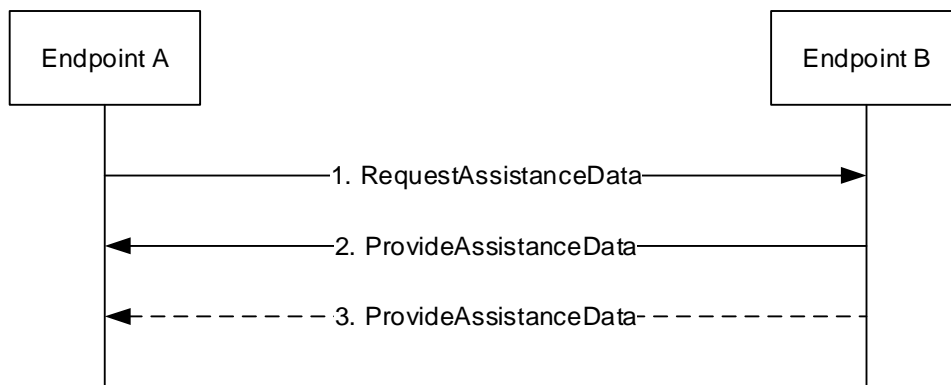 Endpoint A
Endpoint B
1. RequestAssistanceData
2. ProvideAssistanceData
3. ProvideAssistanceData